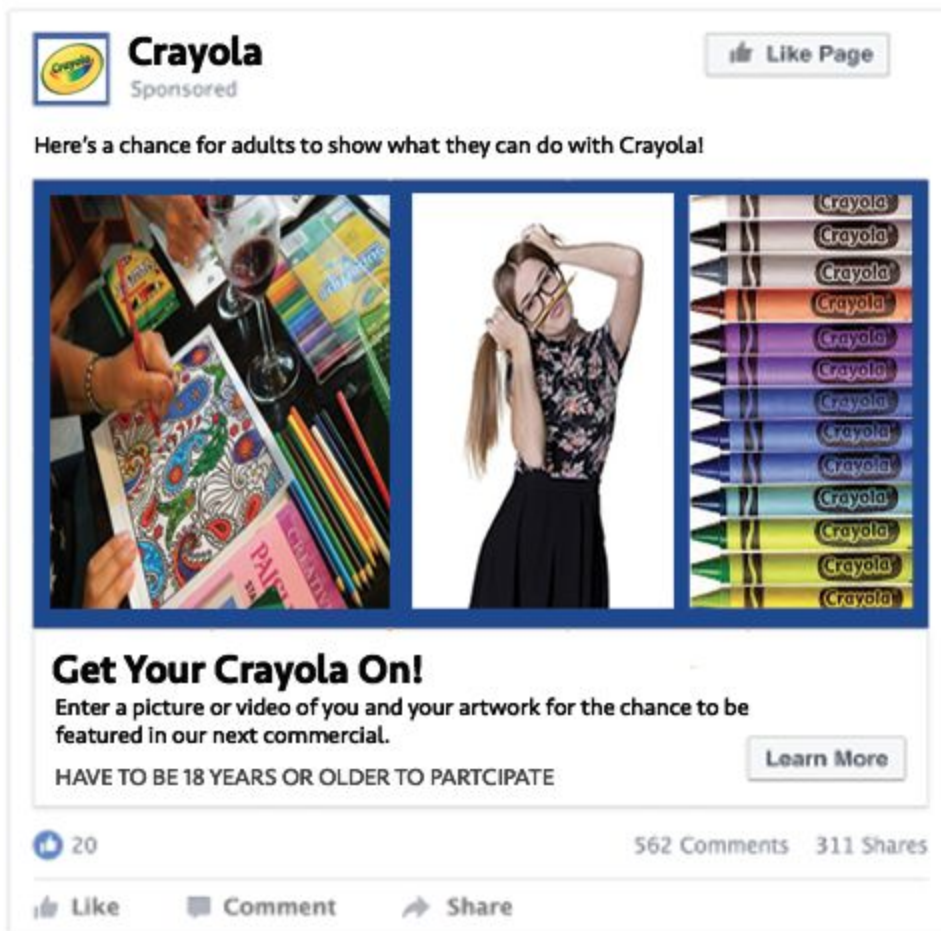 Crayola
Crayola
Sponsored
Like Page
Here's a chance for adults to show what they can do with Crayola!
Crayola
Crayola
Crayola
Crayola
Crayola
Crayola
Crayola
Crayola
Crayola
Crayola
Crayola
Crayola
Crayola
Get Your Crayola On!
Enter a picture or video of you and your artwork for the chance to be
featured in our next commercial.
HAVE TO BE 18 YEARS OR OLDER TO PARTCIPATE
Learn More
20
562 Comments 311 Shares
Like Comment Share